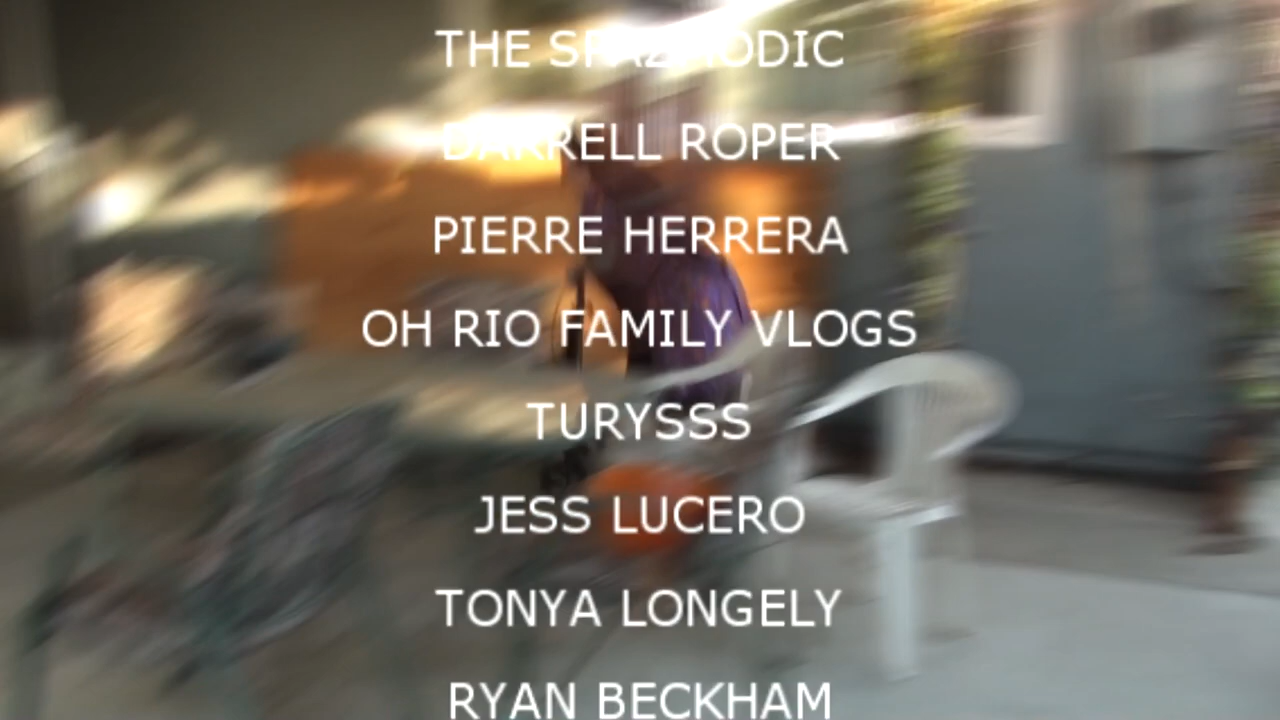 THE SPAZMODIC
DARRELL ROPER
PIERRE HERRERA
OH RIO FAMILY VLOGS
TURYSSS
JESS LUCERO
TONYA LONGELY
RYAN BECKHAM